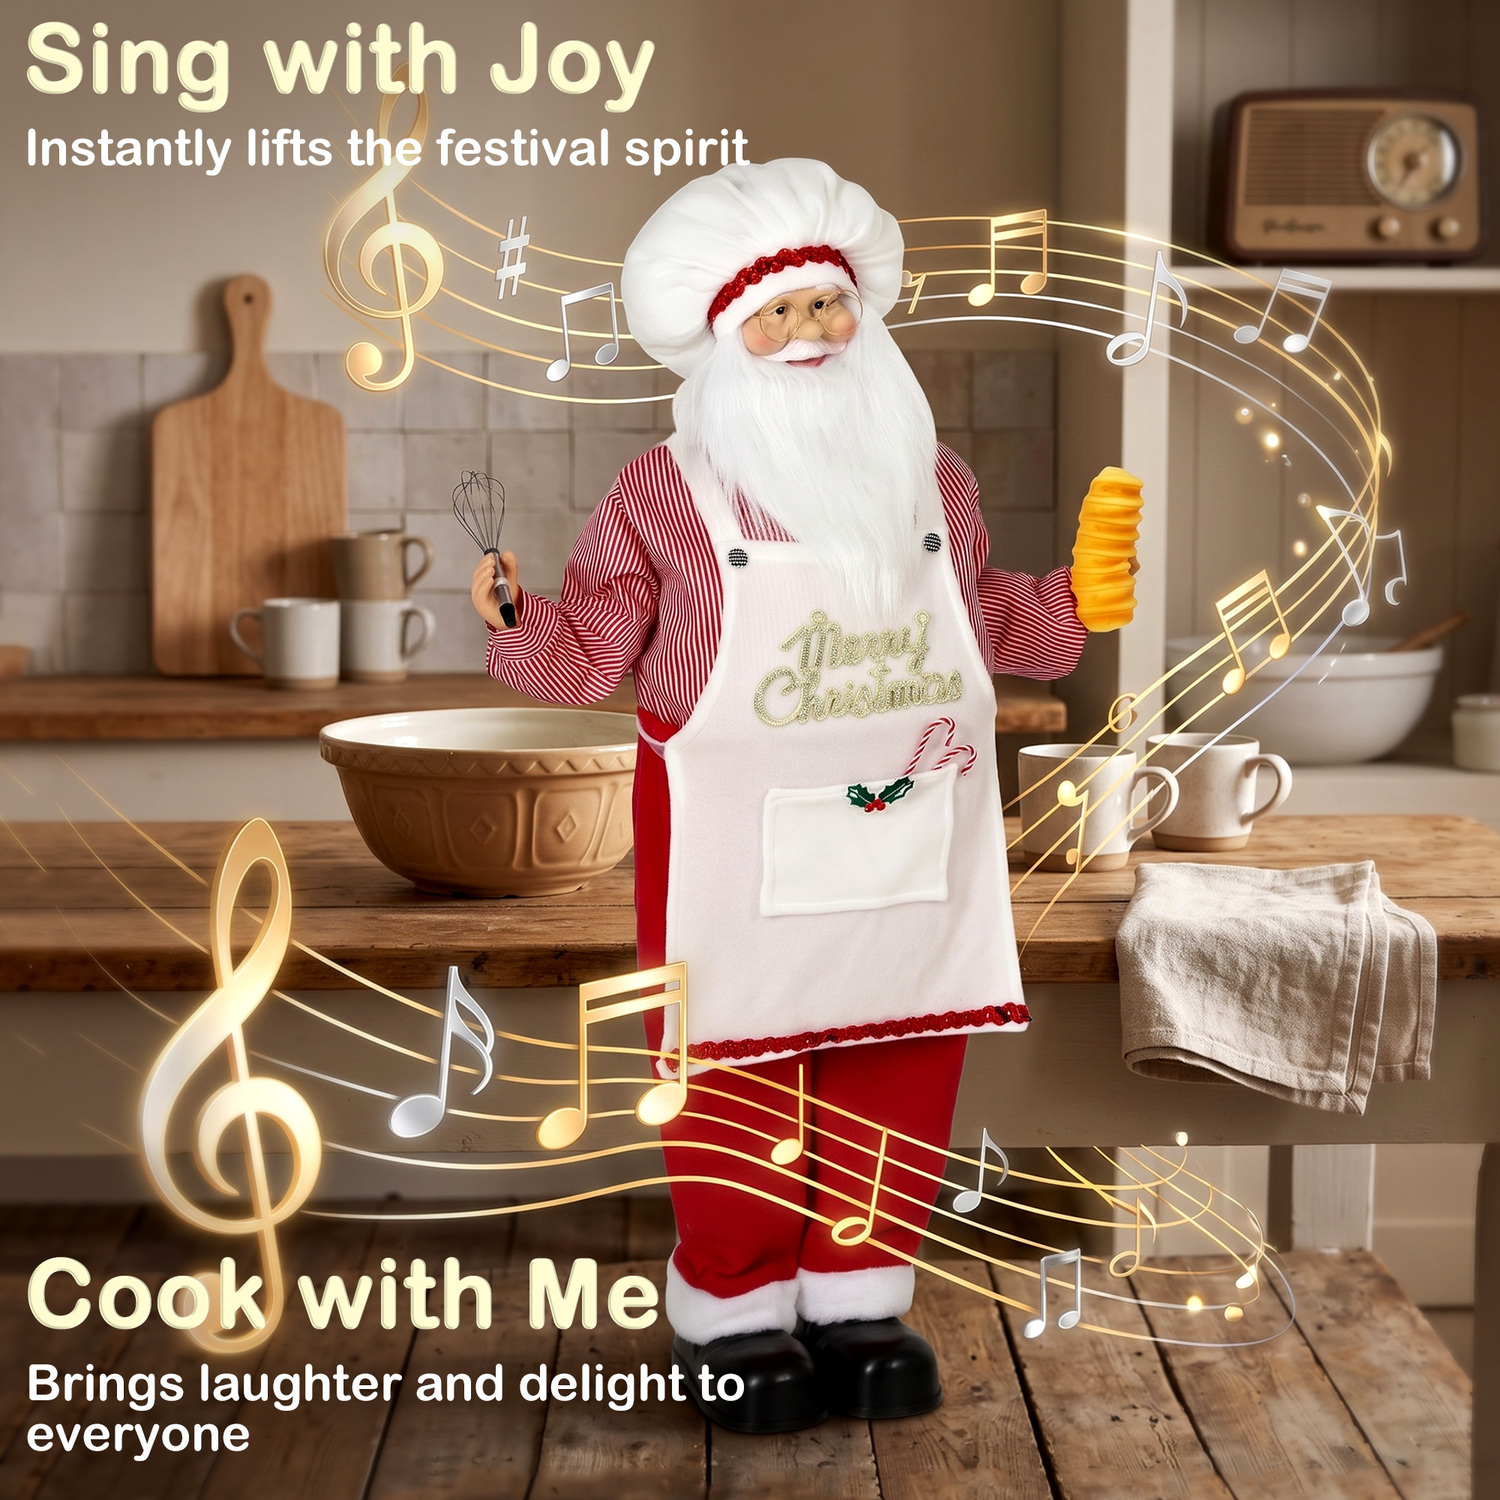 Sing with Joy
Instantly lifts the festival spirit
Merry
Christmas
Cook with Me
Brings laughter and delight to
everyone